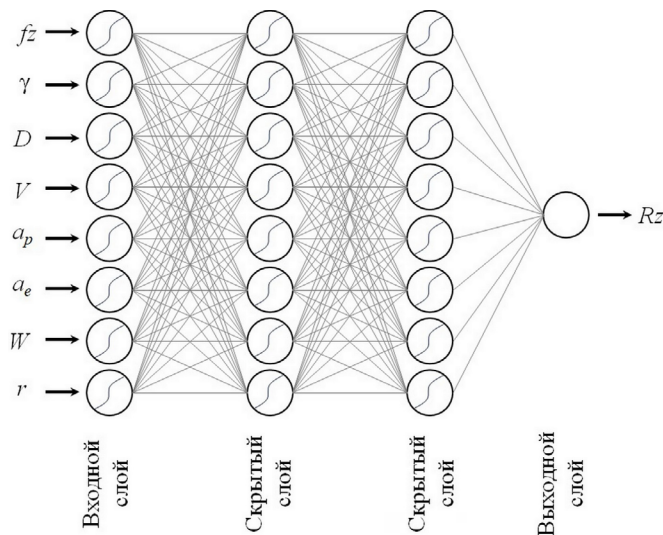 fz
γ
D
V
a_p
a_e
W
r
Rz
Входной
слой
Скрытый
слой
Скрытый
слой
Выходной
слой